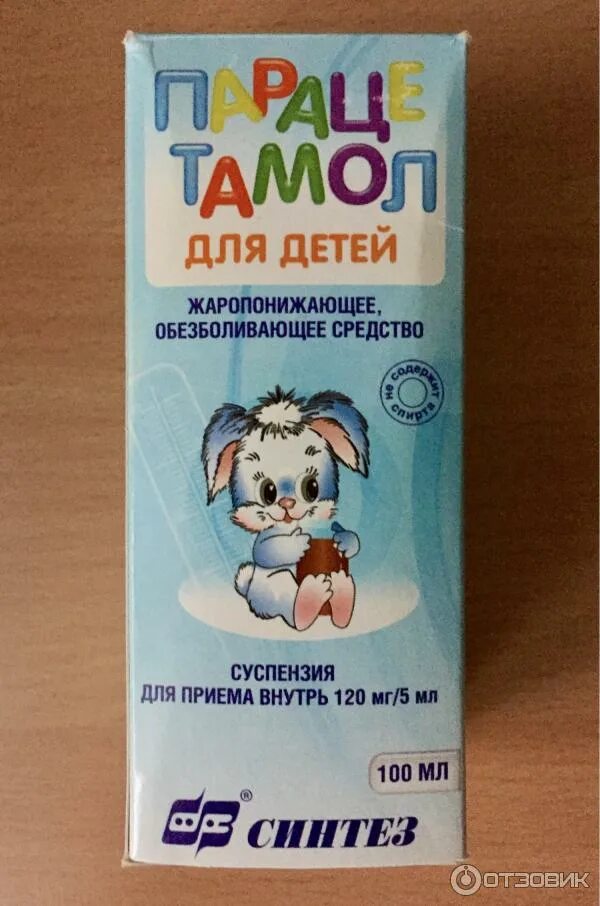 ПАРАЦЕ
ТАМОЛ
ДЛЯ ДЕТЕЙ
ЖАРОПОНИЖАЮЩЕЕ,
ОБЕЗБОЛИВАЮЩЕЕ СРЕДСТВО
не содержит
спирта
СУСПЕНЗИЯ
ДЛЯ ПРИЕМА ВНУТРЬ 120 мг/5 мл
100 МЛ
® СИНТЕЗ
ОТЗОВИК